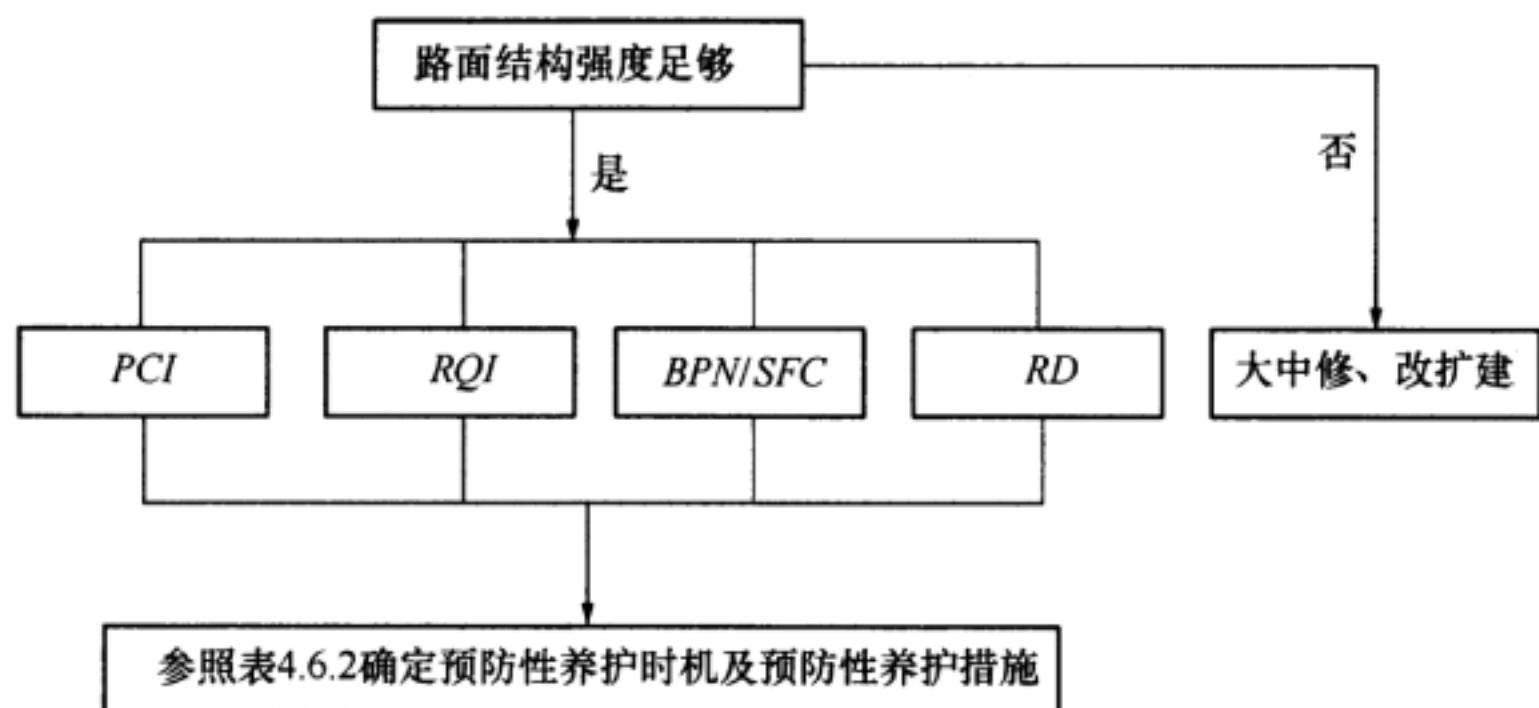 路面结构强度足够
是
否
PCI
RQI
BPN/SFC
RD
大中修、改扩建
参照表4.6.2确定预防性养护时机及预防性养护措施